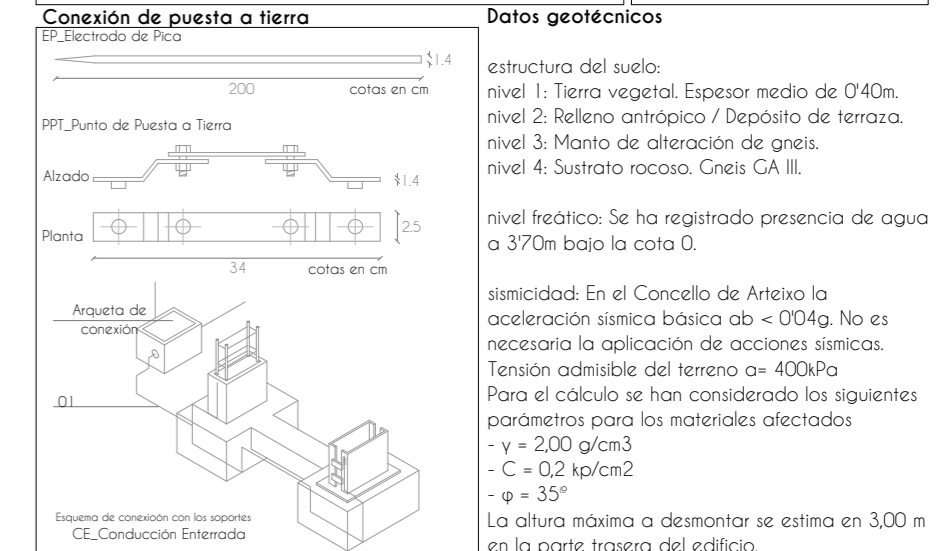 Conexión de puesta a tierra
EP_Electrodo de Pica
1.4
200
cotas en cm
PPT_Punto de Puesta a Tierra
Alzado
1.4
Planta
2.5
34
cotas en cm
Arqueta de
conexión
01
Esquema de conexioón con los soportes
CE_Conducción Enterrada
Datos geotécnicos
estructura del suelo:
nivel 1: Tierra vegetal. Espesor medio de 0'40m.
nivel 2: Relleno antrópico / Depósito de terraza.
nivel 3: Manto de alteración de gneis.
nivel 4: Sustrato rocoso. Gneis GA III.
nivel freático: Se ha registrado presencia de agua
a 3'70m bajo la cota 0.
sismicidad: En el Concello de Arteixo la
aceleración sísmica básica ab < 0'04g. No es
necesaria la aplicación de acciones sísmicas.
Tensión admisible del terreno a= 400kPa
Para el cálculo se han considerado los siguientes
parámetros para los materiales afectados
- γ = 2,00 g/cm3
- C = 0,2 kp/cm2
- φ = 35º
La altura máxima a desmontar se estima en 3,00 m
en la parte trasera del edificio.